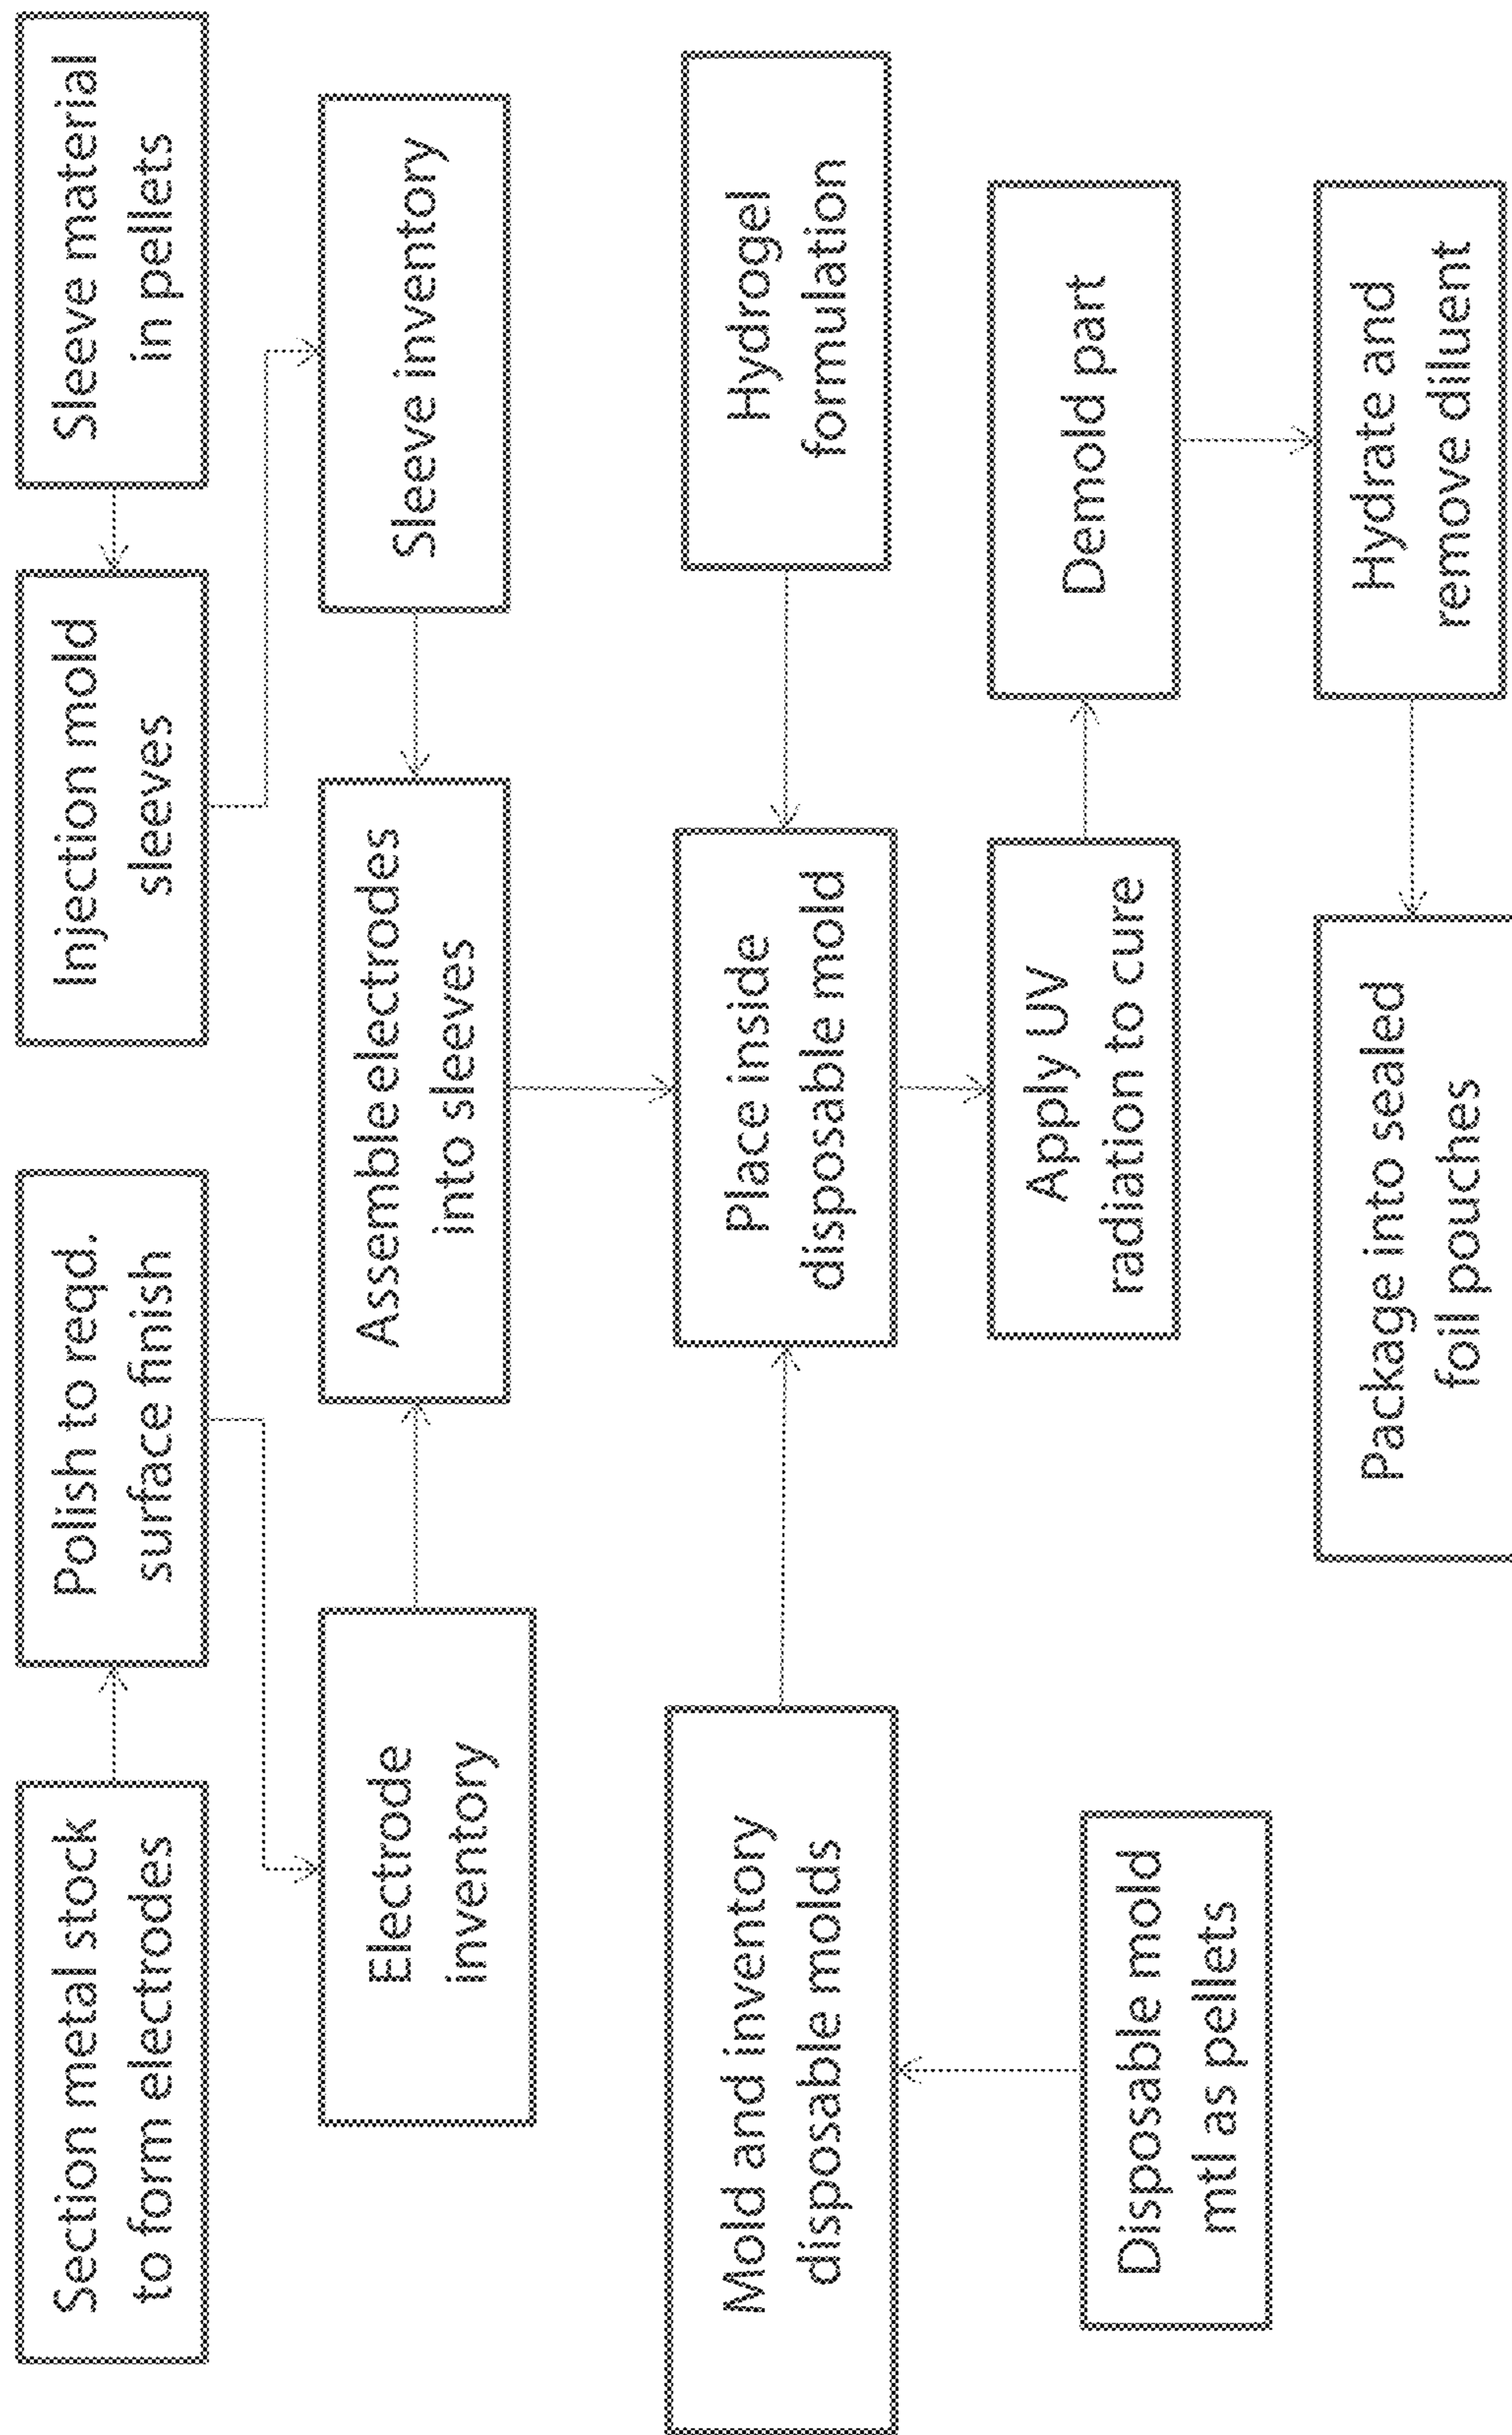 Section metal stock
to form electrodes
Polish to reqd.
surface finish
Injection mold
sleeves
Sleeve material
in pellets
Electrode
inventory
Assemble electrodes
into sleeves
Sleeve inventory
Mold and inventory
disposable molds
Place inside
disposable mold
Hydrogel
formulation
Disposable mold
mtl as pellets
Apply UV
radiation to cure
Demold part
Package into sealed
foil pouches
Hydrate and
remove diluent